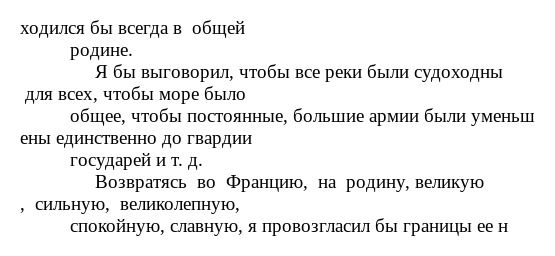 ходился бы всегда в  общей
родине.
Я бы выговорил, чтобы все реки были судоходны
для всех, чтобы море было
общее, чтобы постоянные, большие армии были уменьш
ены единственно до гвардии
государей и т. д.
Возвратясь  во  Францию,  на  родину, великую
,  сильную,  великолепную,
спокойную, славную, я провозгласил бы границы ее н